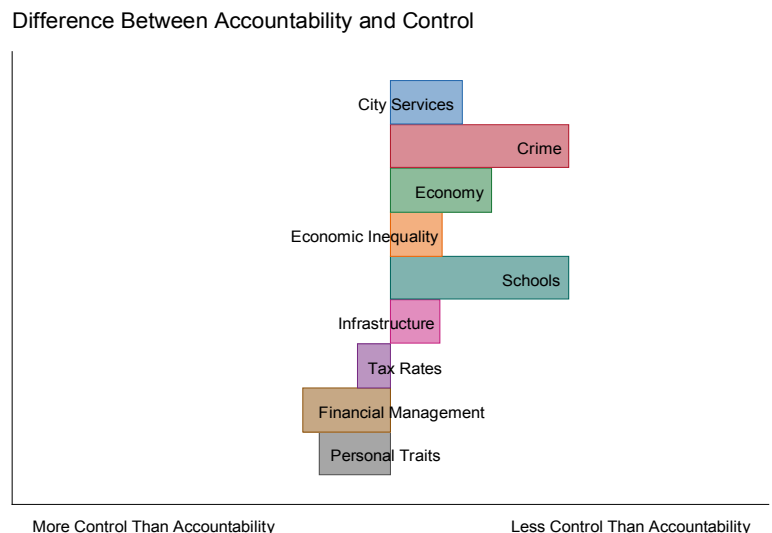 Difference Between Accountability and Control
City Services
Crime
Economy
Economic Inequality
Schools
Infrastructure
Tax Rates
Financial Management
Personal Traits
More Control Than Accountability
Less Control Than Accountability